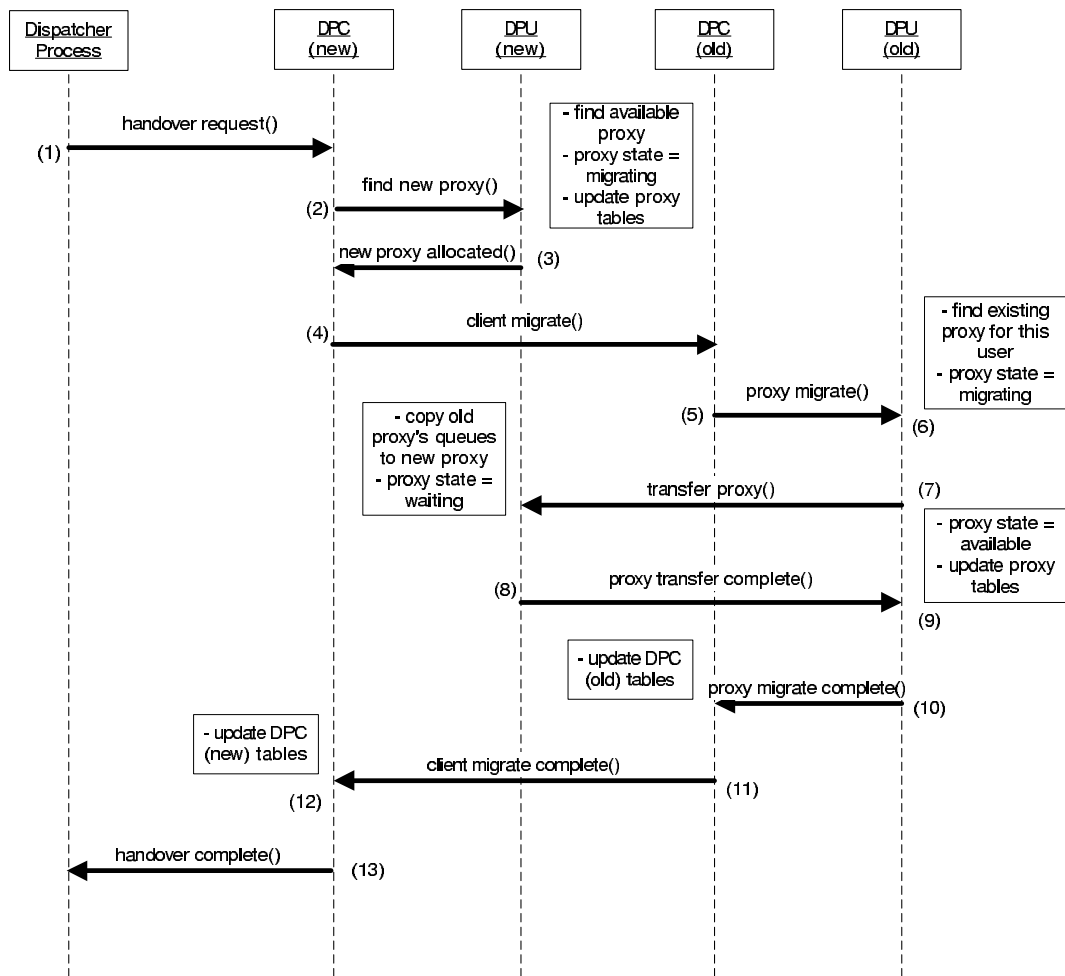 Dispatcher
Process
DPC
(new)
DPU
(new)
DPC
(old)
DPU
(old)
handover request()
(1)
- find available
proxy
- proxy state =
migrating
- update proxy
tables
find new proxy()
(2)
new proxy allocated()
(3)
client migrate()
(4)
- find existing
proxy for this
user
- proxy state =
migrating
proxy migrate()
(5)
(6)
- copy old
proxy's queues
to new proxy
- proxy state =
waiting
transfer proxy()
(7)
- proxy state =
available
- update proxy
tables
proxy transfer complete()
(8)
(9)
- update DPC
(old) tables
proxy migrate complete()
(10)
- update DPC
(new) tables
client migrate complete()
(11)
(12)
handover complete()
(13)